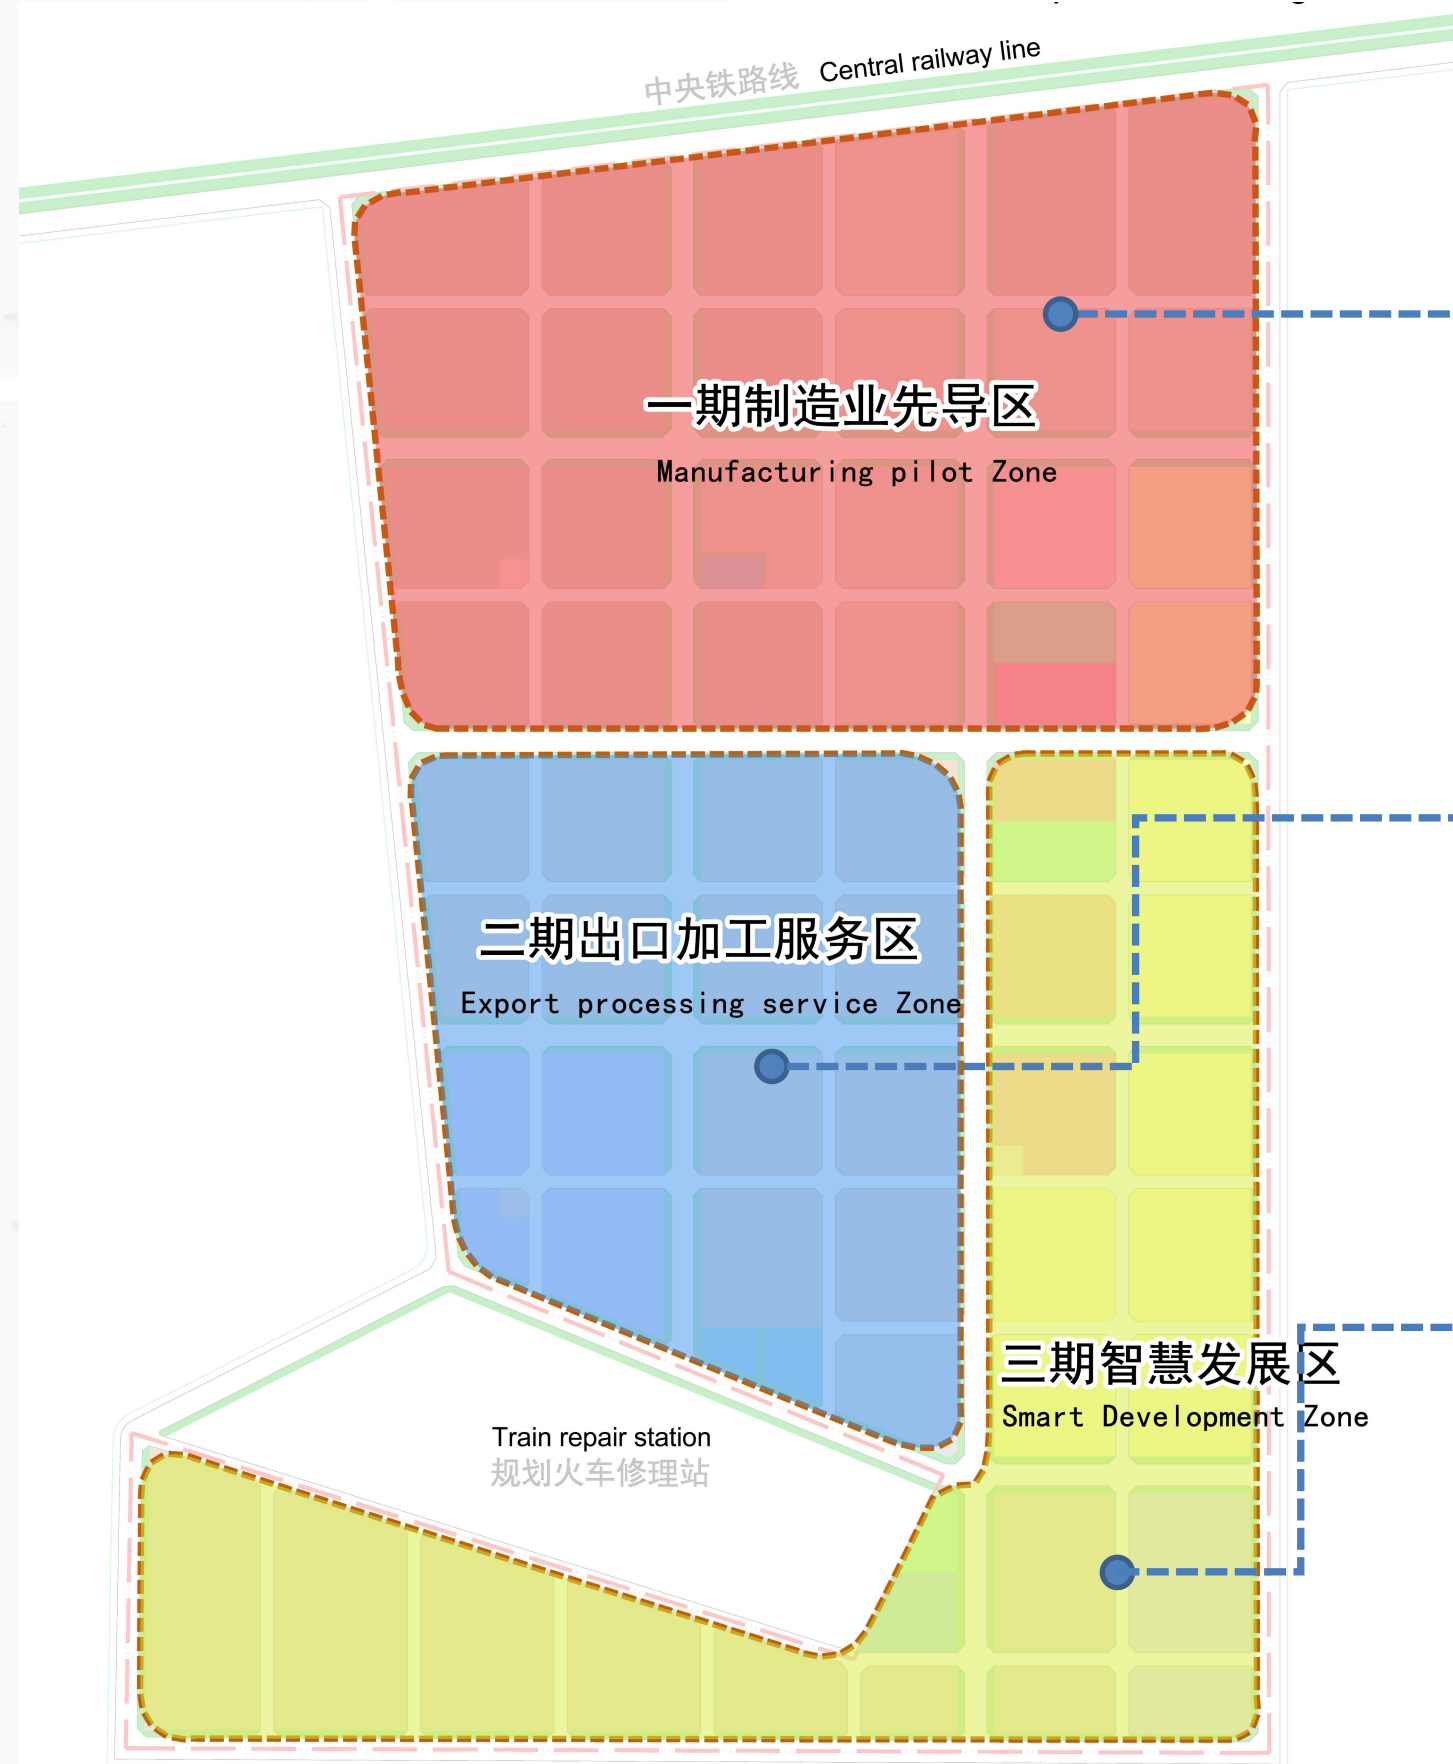 中央铁路线 Central railway line
一期制造业先导区
Manufacturing pilot Zone
二期出口加工服务区
Export processing service Zone
三期智慧发展区
Smart Development Zone
Train repair station
规划火车修理站